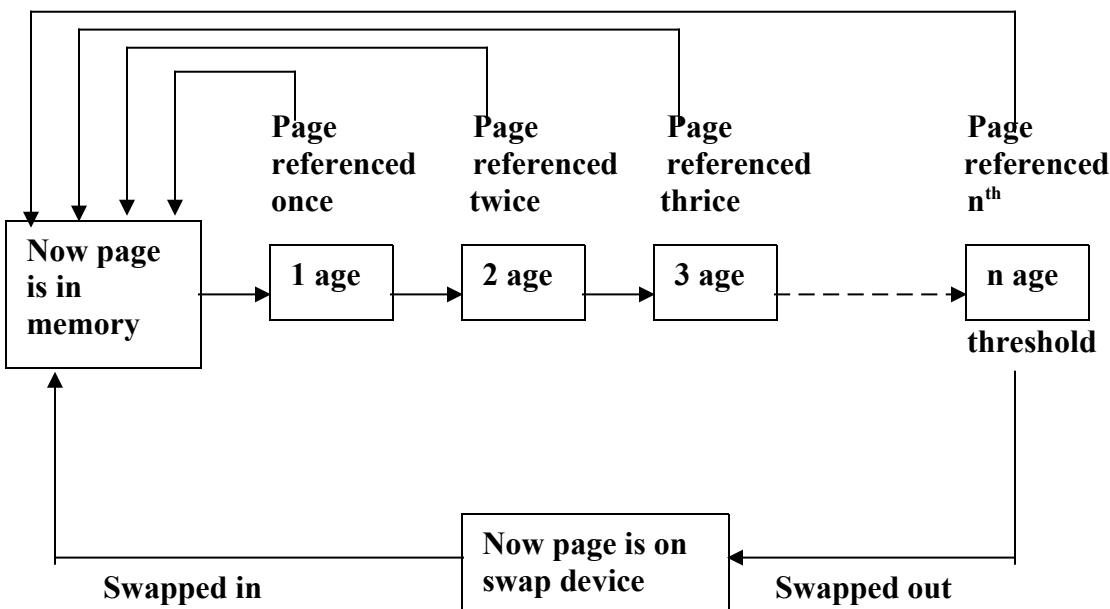 Page
referenced
once
Page
referenced
twice
Page
referenced
thrice
Page
referenced
nth
Now page
is in
memory
1 age
2 age
3 age
n age
threshold
Now page is on
swap device
Swapped in
Swapped out